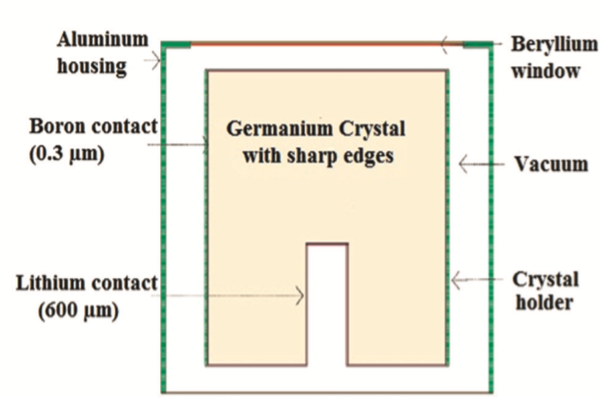 Aluminum
housing
Beryllium
window
Boron contact
(0.3 µm)
Germanium Crystal
with sharp edges
Vacuum
Lithium contact
(600 µm)
Crystal
holder